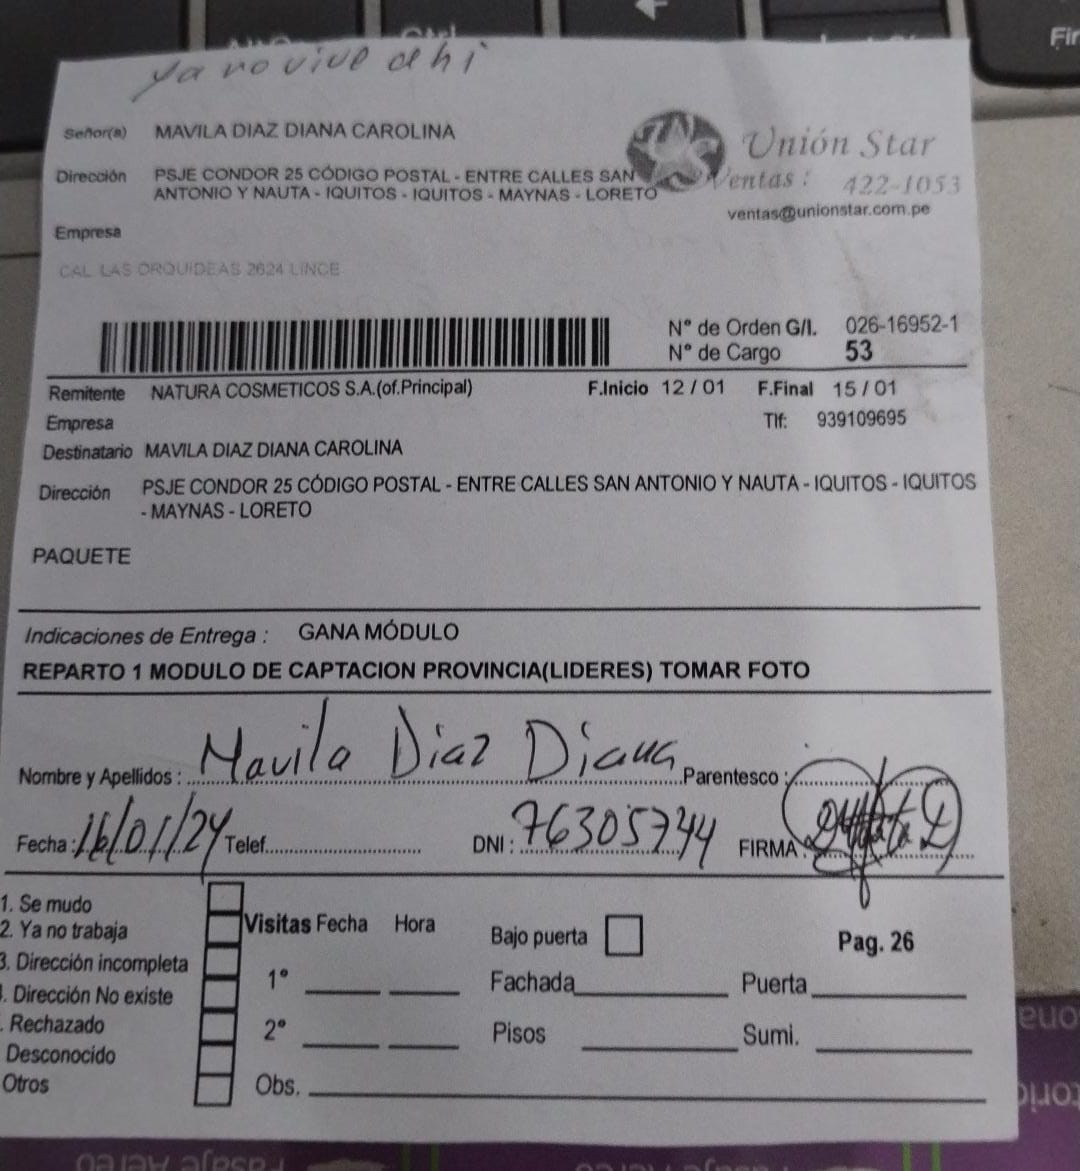 Fin
ya no vive ahi
Señor(a) MAVILA DIAZ DIANA CAROLINA
Unión Star
Dirección PSJE CONDOR 25 CÓDIGO POSTAL - ENTRE CALLES SAN
ANTONIO Y NAUTA - IQUITOS - IQUITOS - MAYNAS - LORETO
Ventas : 422-1053
ventas@unionstar.com.pe
Empresa
CAL LAS ORQUIDEAS 2624 LINCE
N° de Orden G/I. 026-16952-1
N° de Cargo 53
Remitente NATURA COSMETICOS S.A.(of.Principal) F.Inicio 12 / 01 F.Final 15 / 01
Empresa Tlf: 939109695
Destinatario MAVILA DIAZ DIANA CAROLINA
Dirección PSJE CONDOR 25 CÓDIGO POSTAL - ENTRE CALLES SAN ANTONIO Y NAUTA - IQUITOS - IQUITOS
- MAYNAS - LORETO
PAQUETE
Indicaciones de Entrega : GANA MÓDULO
REPARTO 1 MODULO DE CAPTACION PROVINCIA(LIDERES) TOMAR FOTO
Nombre y Apellidos : Mavila Diaz Diana Parentesco :
Fecha : 16/01/24 Telef. DNI : 76305744 FIRMA :
1. Se mudo
2. Ya no trabaja
3. Dirección incompleta
. Dirección No existe
. Rechazado
Desconocido
Otros
Visitas Fecha Hora Bajo puerta Pag. 26
1° Fachada Puerta
2° Pisos Sumi.
Obs.
Pasaje Aéreo